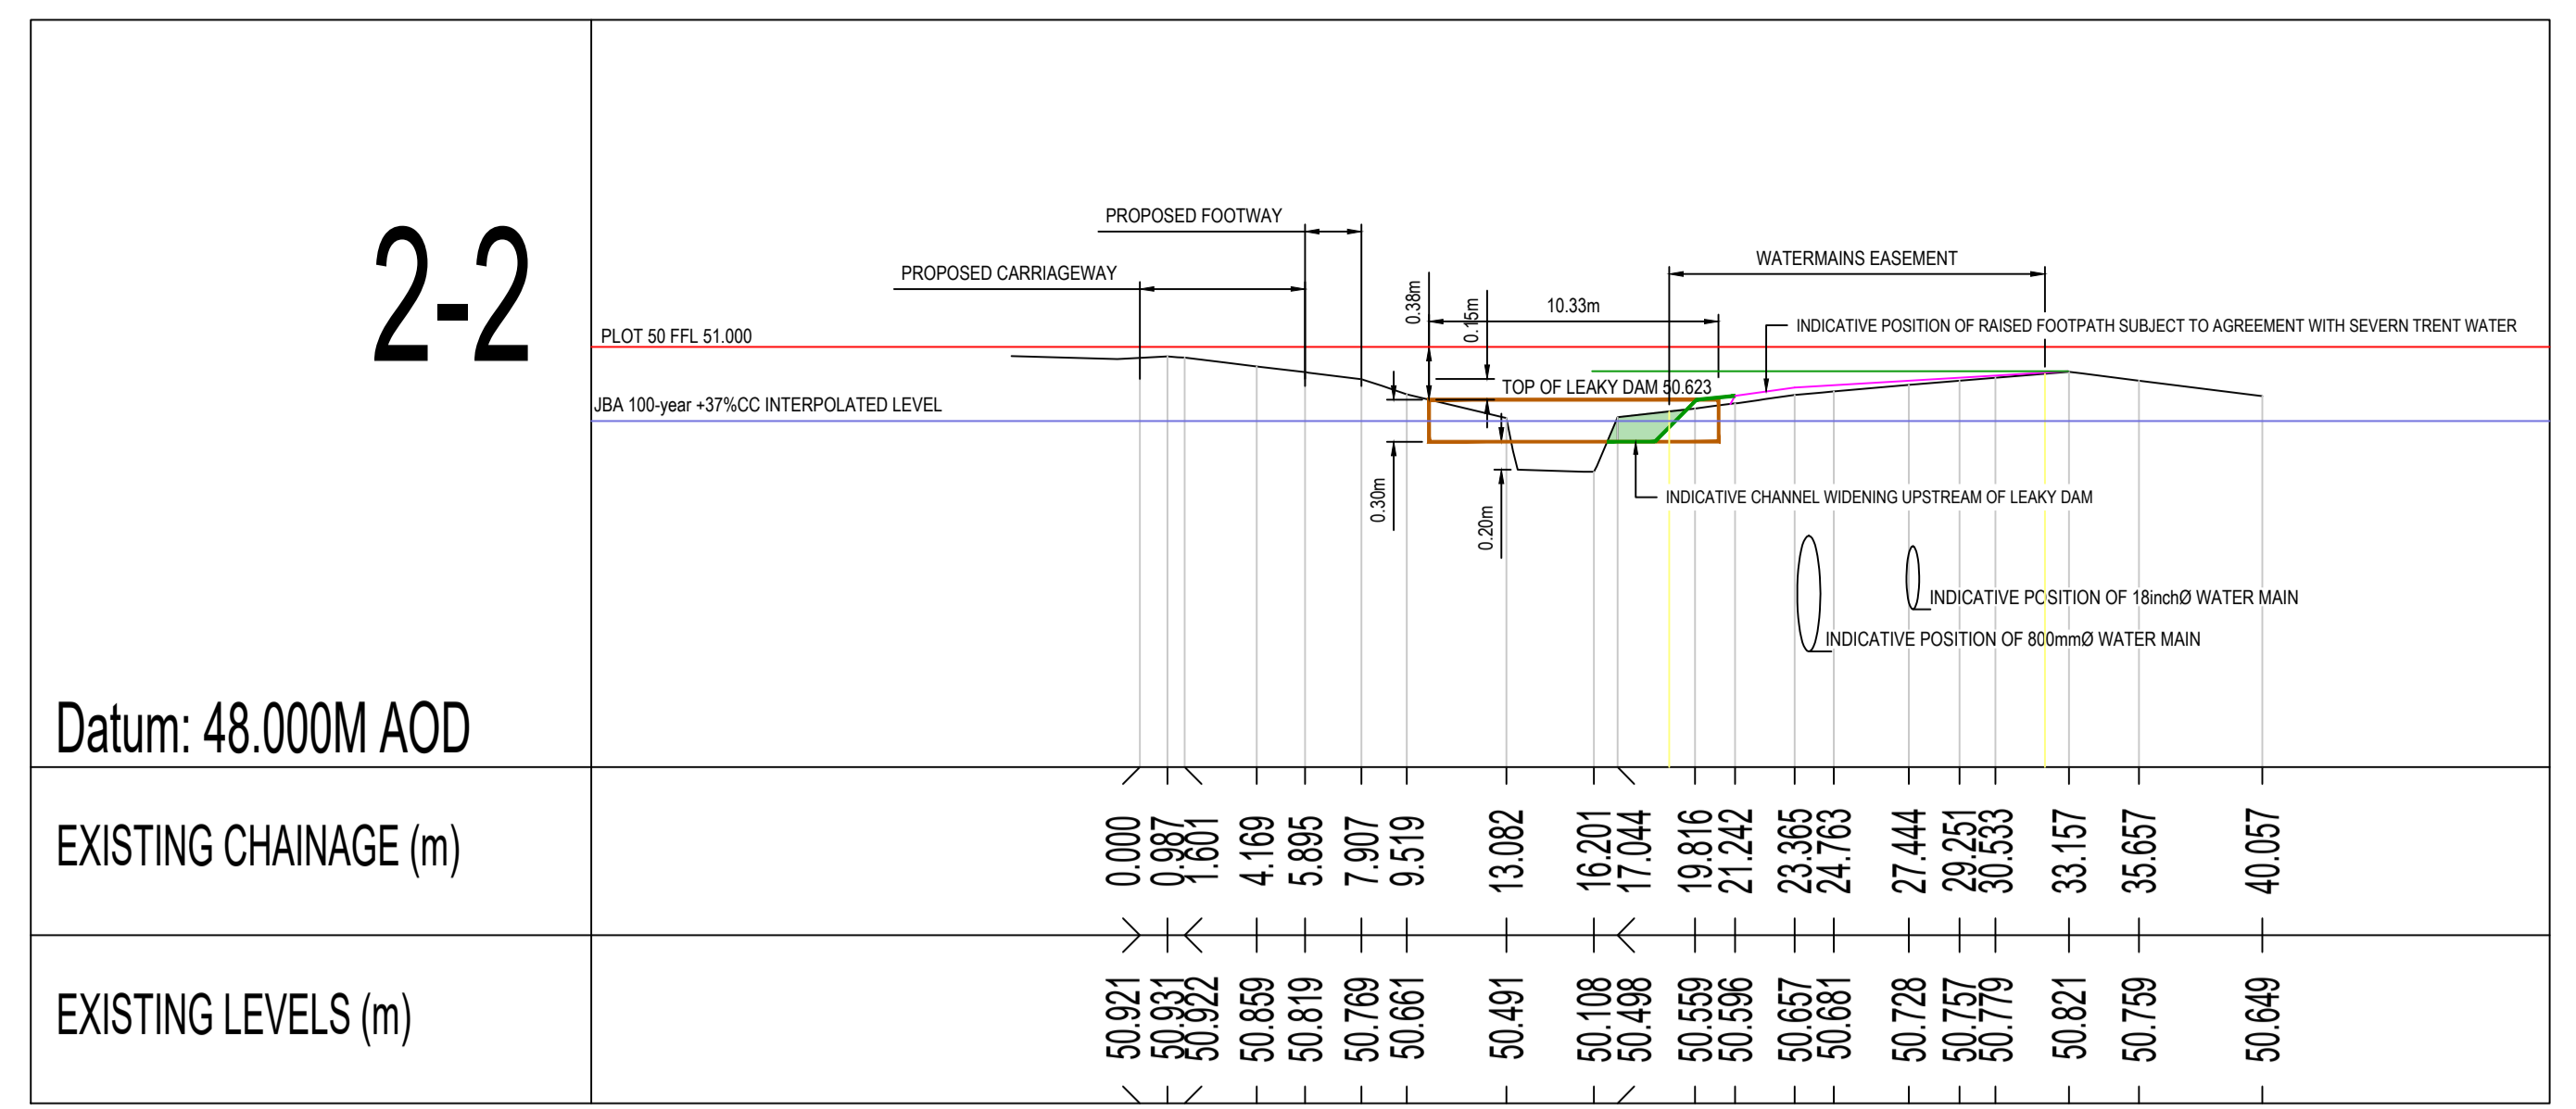 2-2
PROPOSED FOOTWAY
PROPOSED CARRIAGEWAY
WATERMAINS EASEMENT
0.38m
0.15m
10.33m
INDICATIVE POSITION OF RAISED FOOTPATH SUBJECT TO AGREEMENT WITH SEVERN TRENT WATER
PLOT 50 FFL 51.000
TOP OF LEAKY DAM 50.623
JBA 100-year +37%CC INTERPOLATED LEVEL
0.30m
0.20m
INDICATIVE CHANNEL WIDENING UPSTREAM OF LEAKY DAM
INDICATIVE POSITION OF 18inchØ WATER MAIN
INDICATIVE POSITION OF 800mmØ WATER MAIN
Datum: 48.000M AOD
EXISTING CHAINAGE (m)
0.000
0.987
1.601
4.169
5.895
7.907
9.519
13.082
16.201
17.044
19.816
21.242
23.365
24.763
27.444
29.251
30.533
33.157
35.657
40.057
EXISTING LEVELS (m)
50.921
50.931
50.922
50.859
50.819
50.769
50.661
50.491
50.108
50.498
50.559
50.596
50.657
50.681
50.728
50.757
50.779
50.821
50.759
50.649